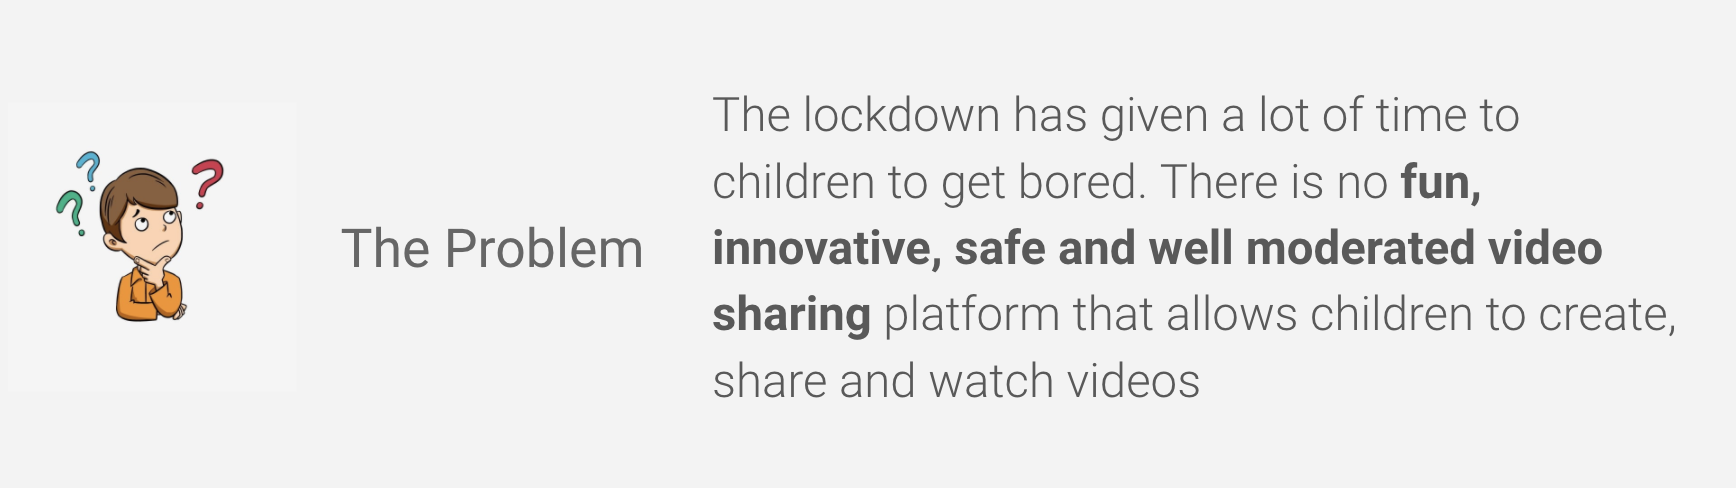 The Problem
The lockdown has given a lot of time to
children to get bored. There is no fun,
innovative, safe and well moderated video
sharing platform that allows children to create,
share and watch videos